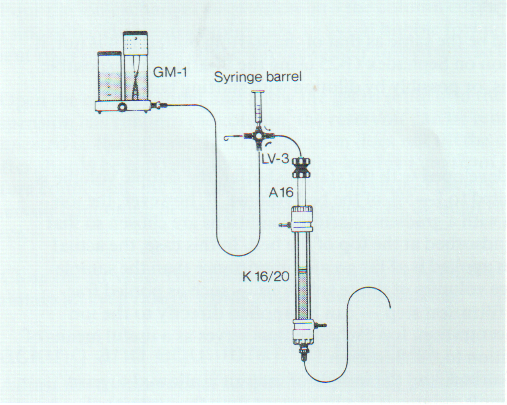 GM-1
Syringe barrel
LV-3
A16
K 16/20